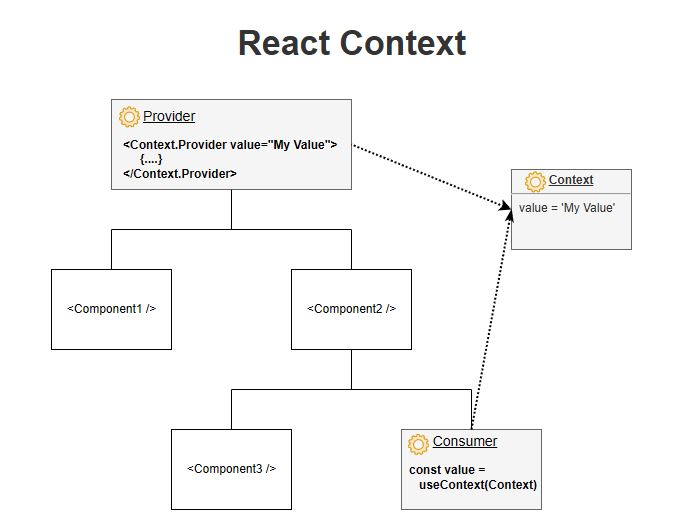 React Context
Provider
<Context.Provider value="My Value">
{....}
</Context.Provider>
Context
value = 'My Value'
<Component1 />
<Component2 />
<Component3 />
Consumer
const value =
useContext(Context)